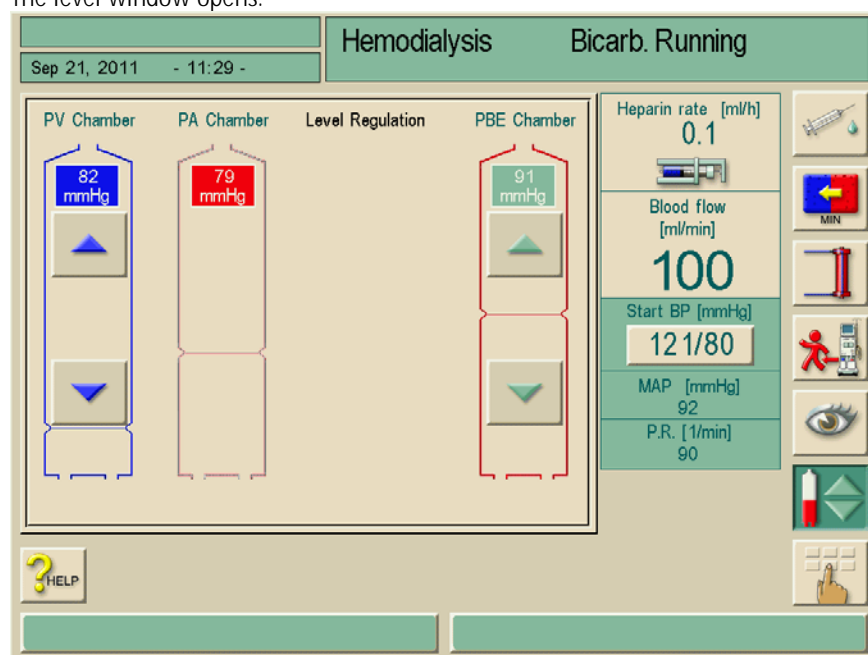 The level window opens.
Hemodialysis Bicarb. Running
Sep 21, 2011 - 11:29 -
PV Chamber PA Chamber Level Regulation PBE Chamber
82
mmHg
79
mmHg
91
mmHg
Heparin rate [ml/h]
0.1
Blood flow
[ml/min]
100
Start BP [mmHg]
121/80
MAP [mmHg]
92
P.R. [1/min]
90
MIN
HELP